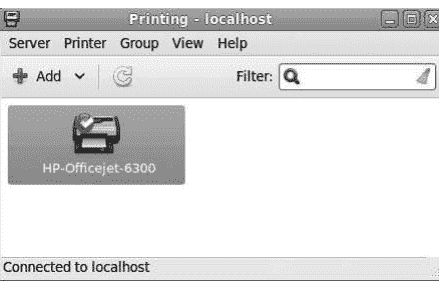 Printing - localhost
Server Printer Group View Help
Add Filter:
HP-Officejet-6300
Connected to localhost